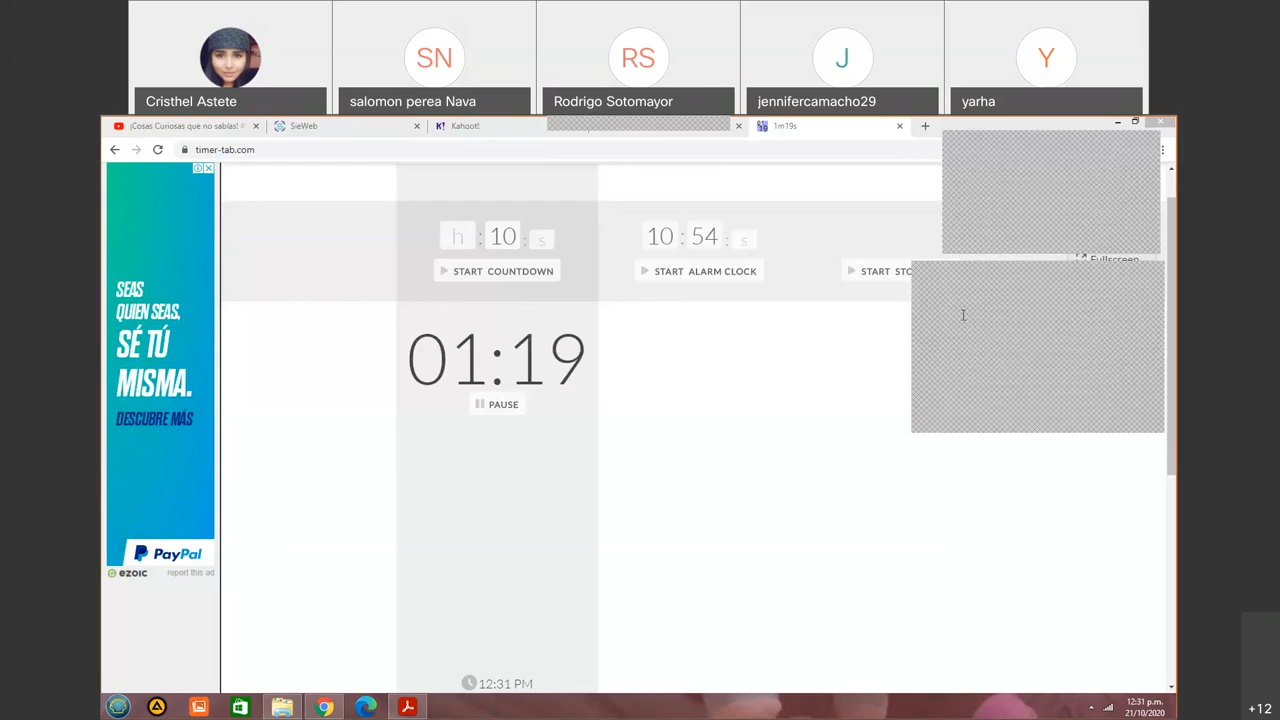 SN
RS
J
Y
Cristhel Astete
salomon perea Nava
Rodrigo Sotomayor
jennifercamacho29
yarha
¡Cosas Curiosas que no sabías! #
SieWeb
Kahoot!
1m19s
timer-tab.com
h : 10 : s
10 : 54 : s
START COUNTDOWN
START ALARM CLOCK
START STO
Fullscreen
01:19
PAUSE
SEAS
QUIEN SEAS,
SÉ TÚ
MISMA.
DESCUBRE MÁS
PayPal
ezoic
report this ad
12:31 PM
12:31 p.m.
21/10/2020
+12